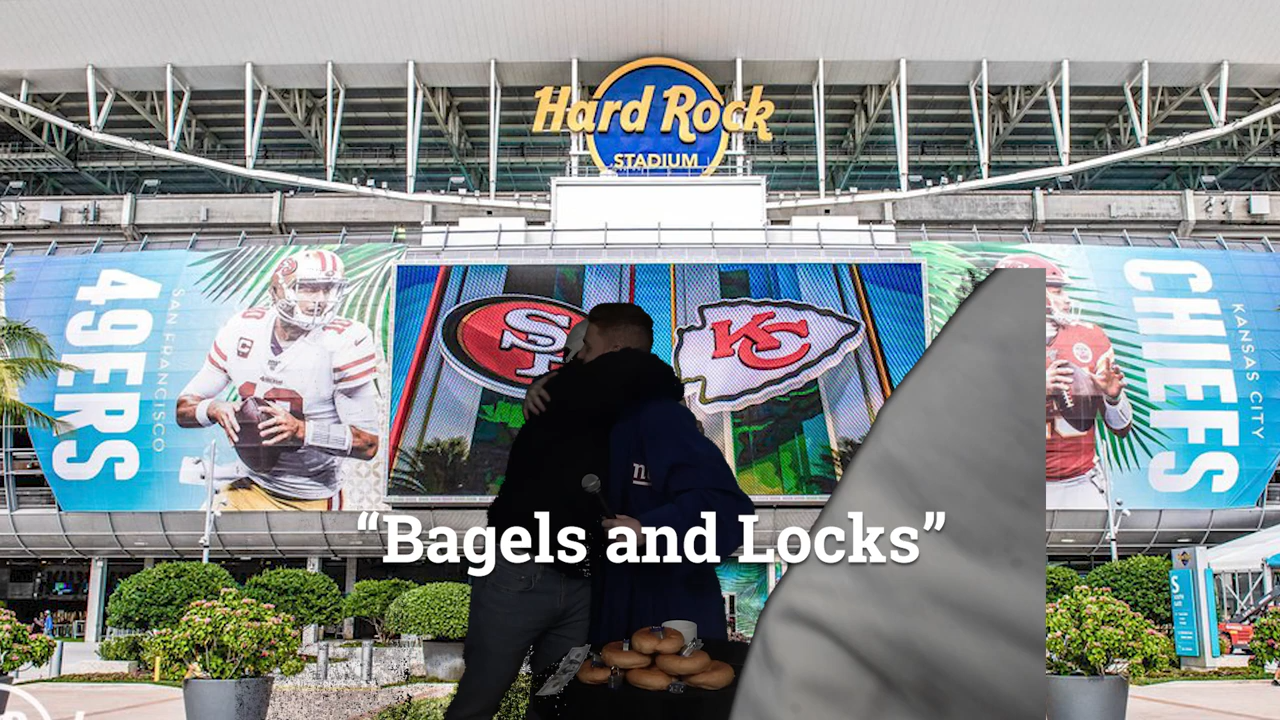 Hard Rock
STADIUM
49ERS
SAN FRANCISCO
SF
KC
CHIEFS
KANSAS CITY
“Bagels and Locks”
S